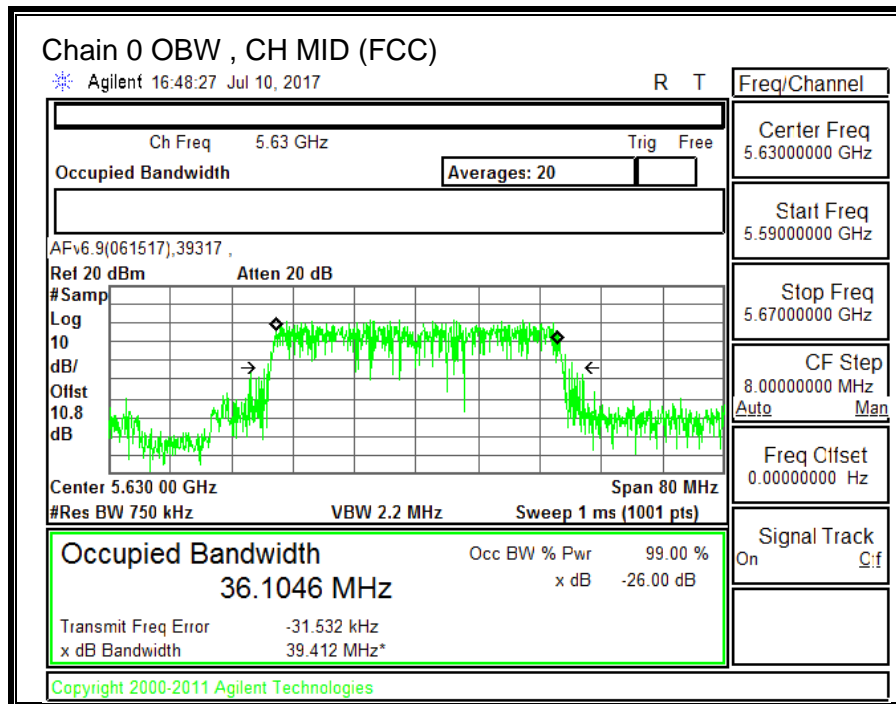 Chain 0 OBW , CH MID (FCC)
Agilent 16:48:27 Jul 10, 2017 R T
Freq/Channel
Ch Freq 5.63 GHz Trig Free
Occupied Bandwidth Averages: 20
Center Freq
5.63000000 GHz
Start Freq
5.59000000 GHz
Stop Freq
5.67000000 GHz
CF Step
8.00000000 MHz
Auto Man
Freq Offset
0.00000000 Hz
Signal Track
On Off
AFv6.9(061517),39317 ,
Ref 20 dBm Atten 20 dB
#Samp
Log
10
dB/
Offst
10.8
dB
Center 5.630 00 GHz Span 80 MHz
#Res BW 750 kHz VBW 2.2 MHz Sweep 1 ms (1001 pts)
Occupied Bandwidth Occ BW % Pwr 99.00 %
36.1046 MHz x dB -26.00 dB
Transmit Freq Error -31.532 kHz
x dB Bandwidth 39.412 MHz*
Copyright 2000-2011 Agilent Technologies